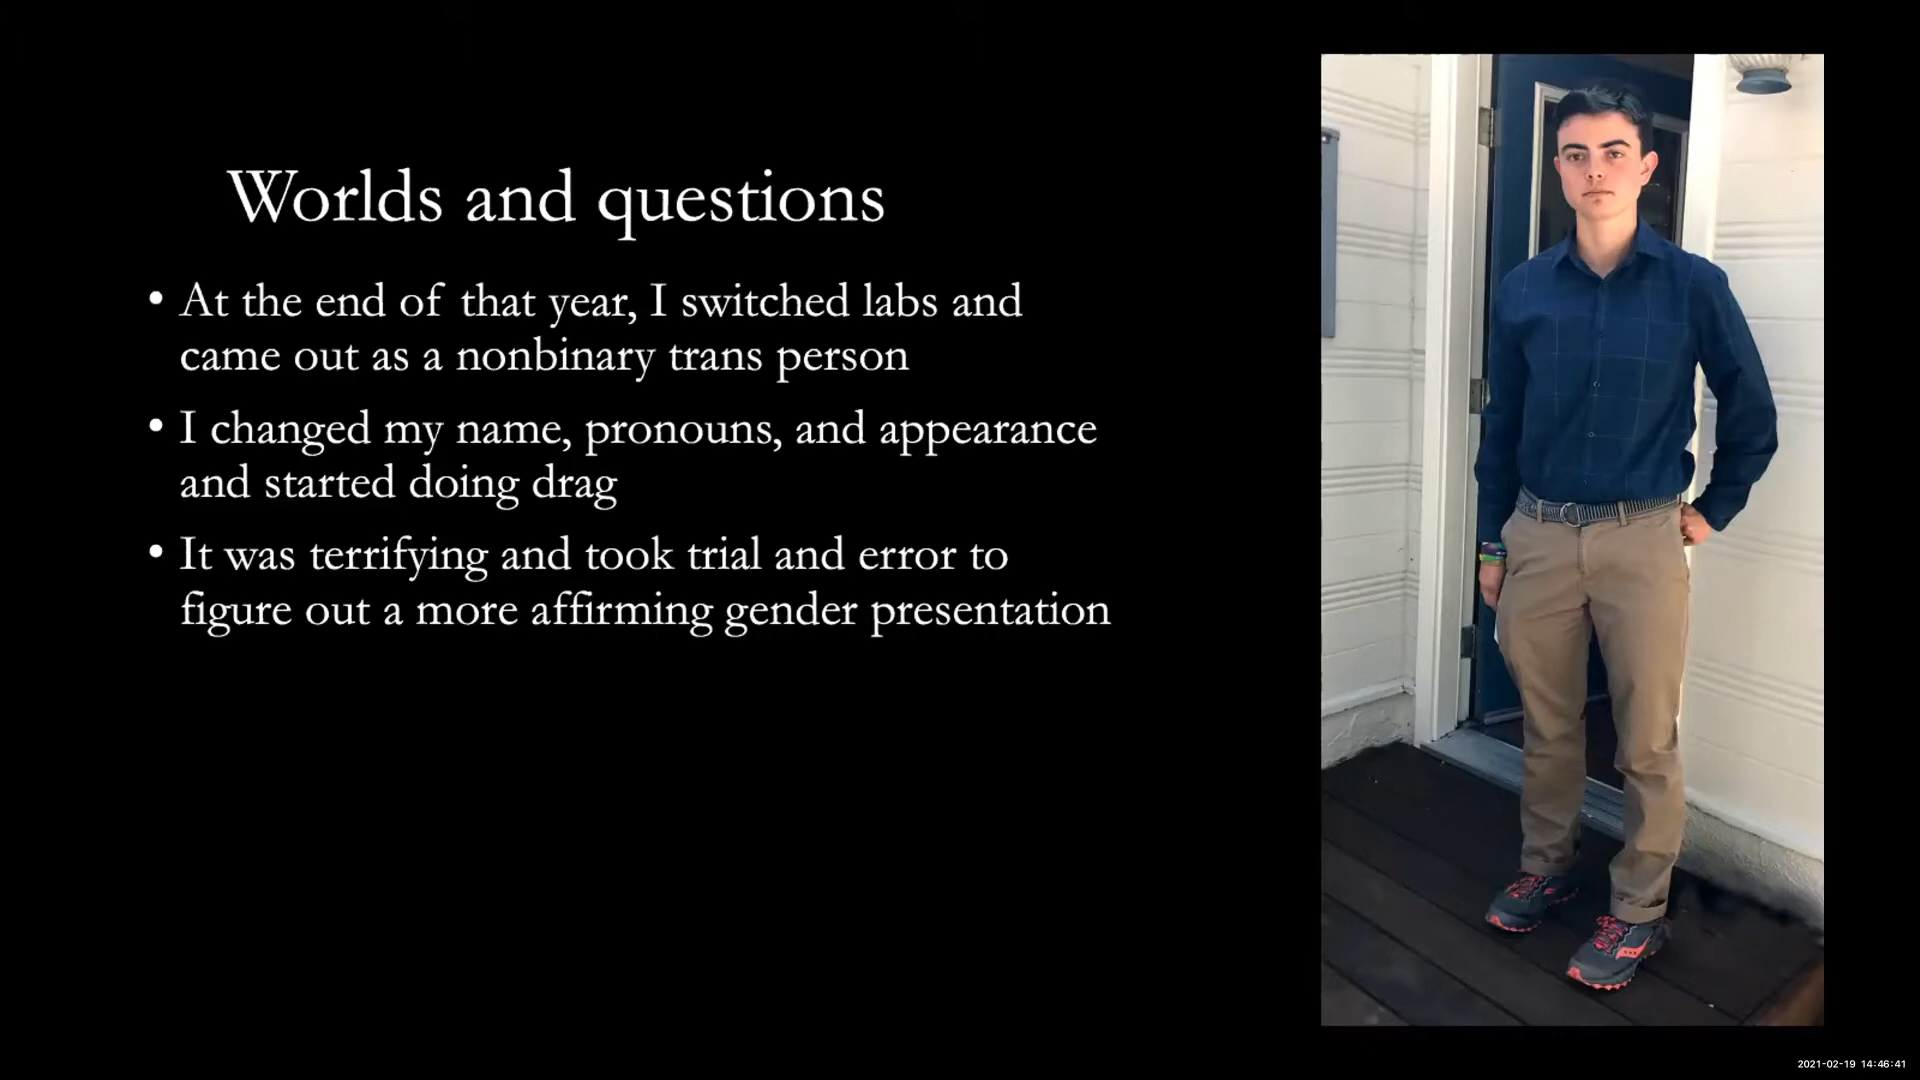 Worlds and questions
• At the end of that year, I switched labs and
came out as a nonbinary trans person
• I changed my name, pronouns, and appearance
and started doing drag
• It was terrifying and took trial and error to
figure out a more affirming gender presentation
2021-02-19 14:46:41